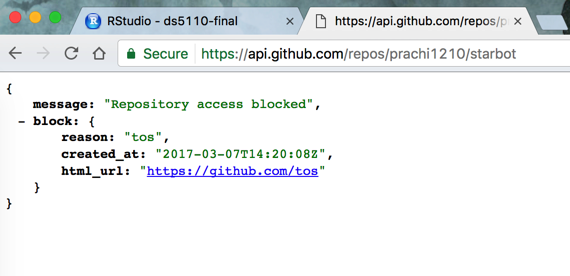 RStudio - ds5110-final
https://api.github.com/repos/p
Secure https://api.github.com/repos/prachi1210/starbot
{
message: "Repository access blocked",
- block: {
reason: "tos",
created_at: "2017-03-07T14:20:08Z",
html_url: "https://github.com/tos"
}
}